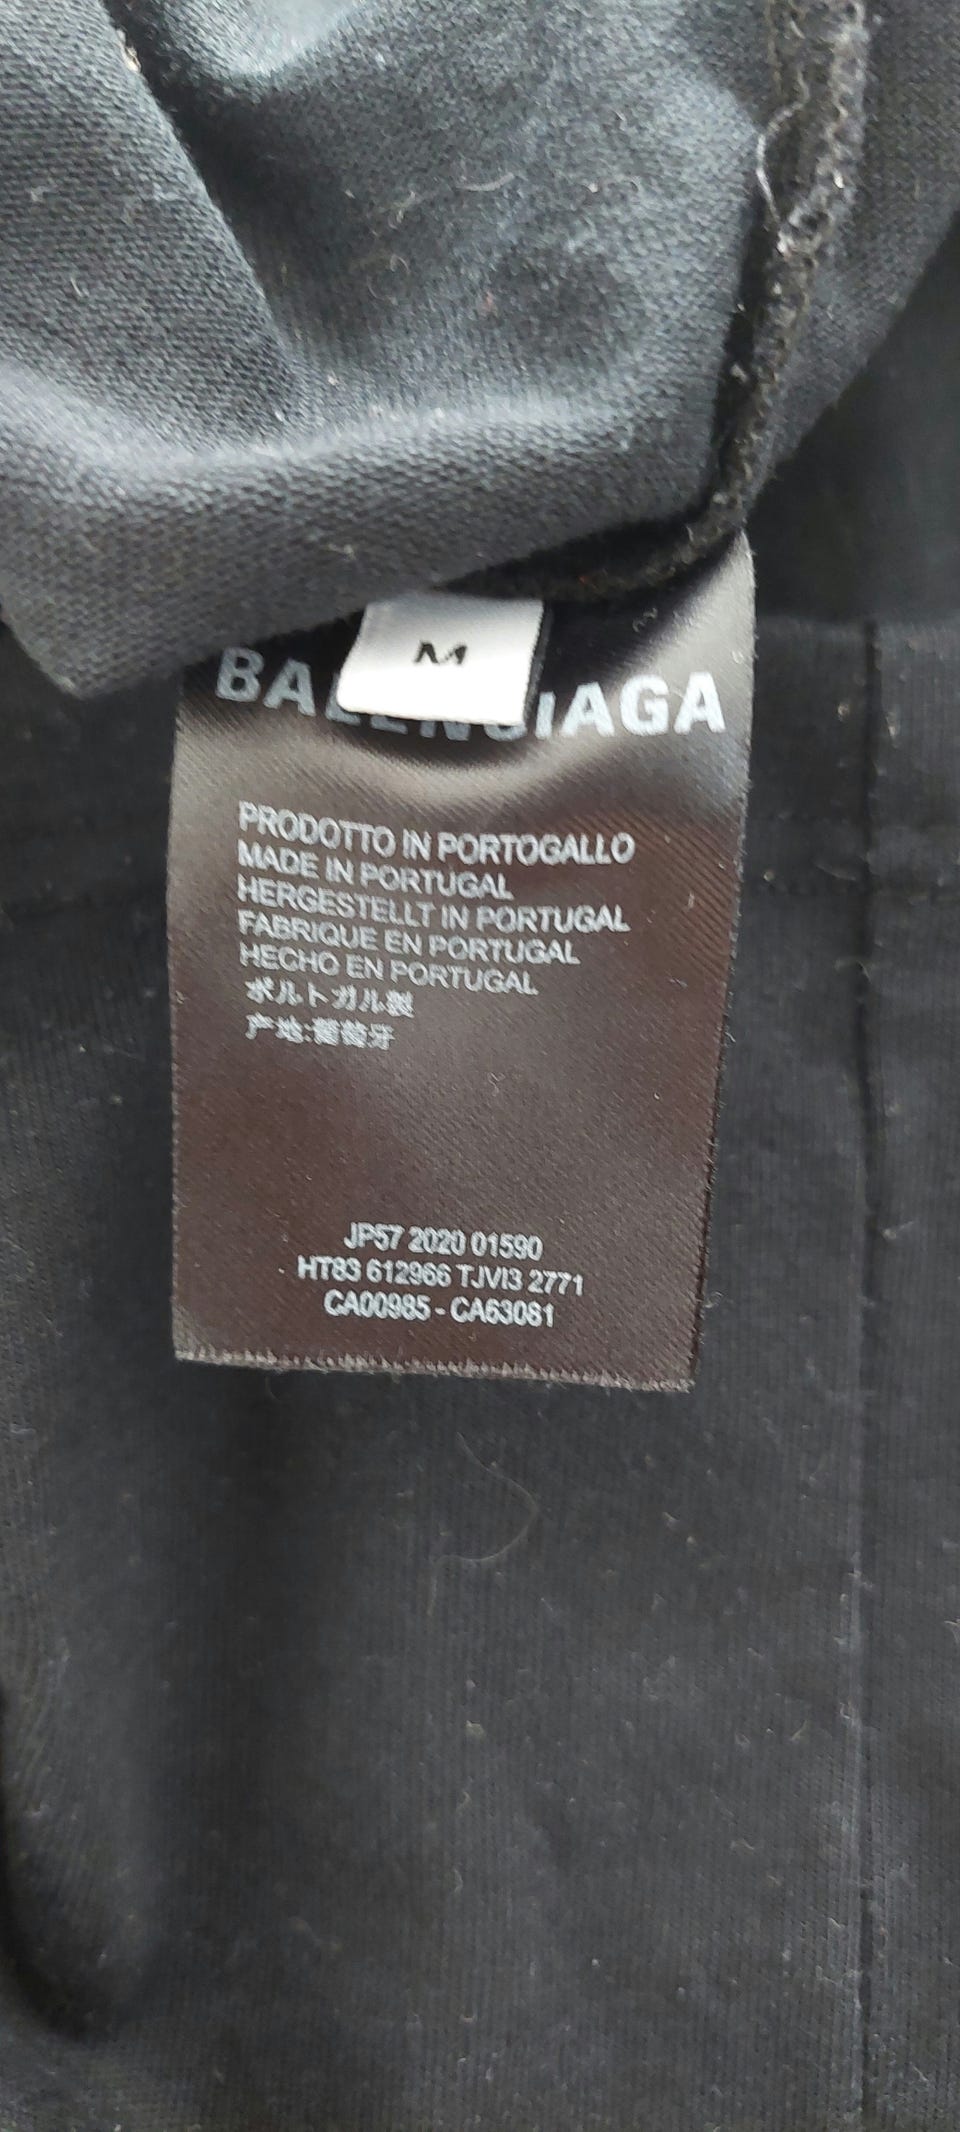 M
BALENCIAGA
PRODOTTO IN PORTOGALLO
MADE IN PORTUGAL
HERGESTELLT IN PORTUGAL
FABRIQUE EN PORTUGAL
HECHO EN PORTUGAL
ポルトガル製
产地:葡萄牙
JP57 2020 01590
HT83 612966 TJVI3 2771
CA00985 - CA63081